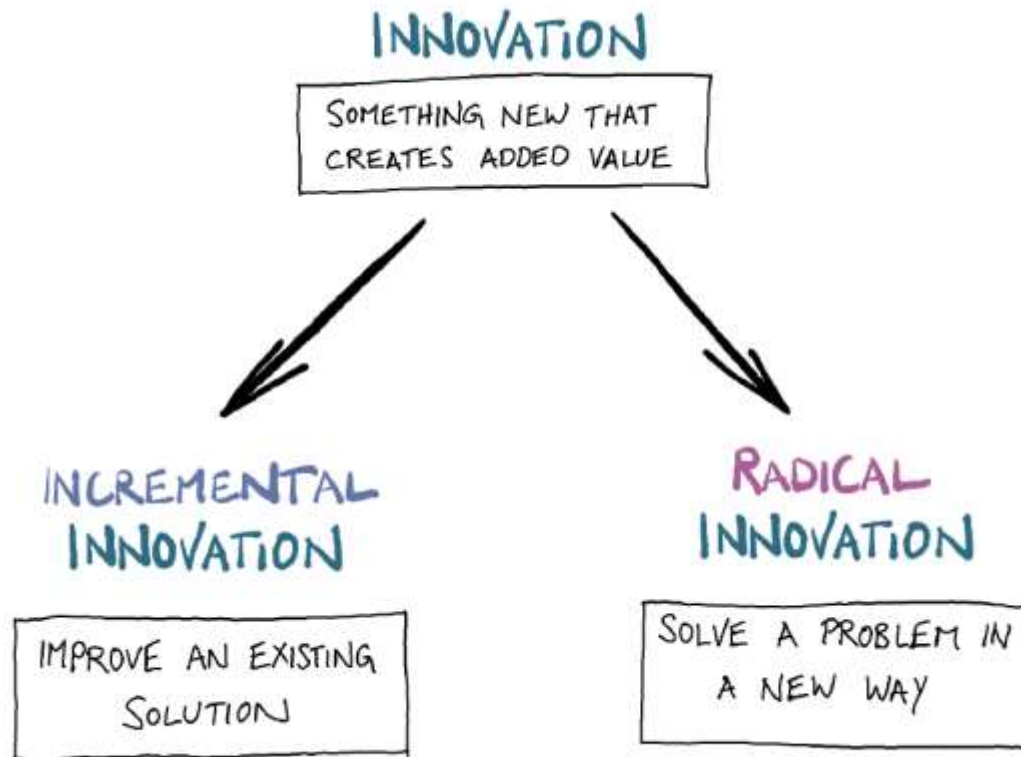 INNOVATION
SOMETHING NEW THAT
CREATES ADDED VALUE
INCREMENTAL
INNOVATION
IMPROVE AN EXISTING
SOLUTION
RADICAL
INNOVATION
SOLVE A PROBLEM IN
A NEW WAY